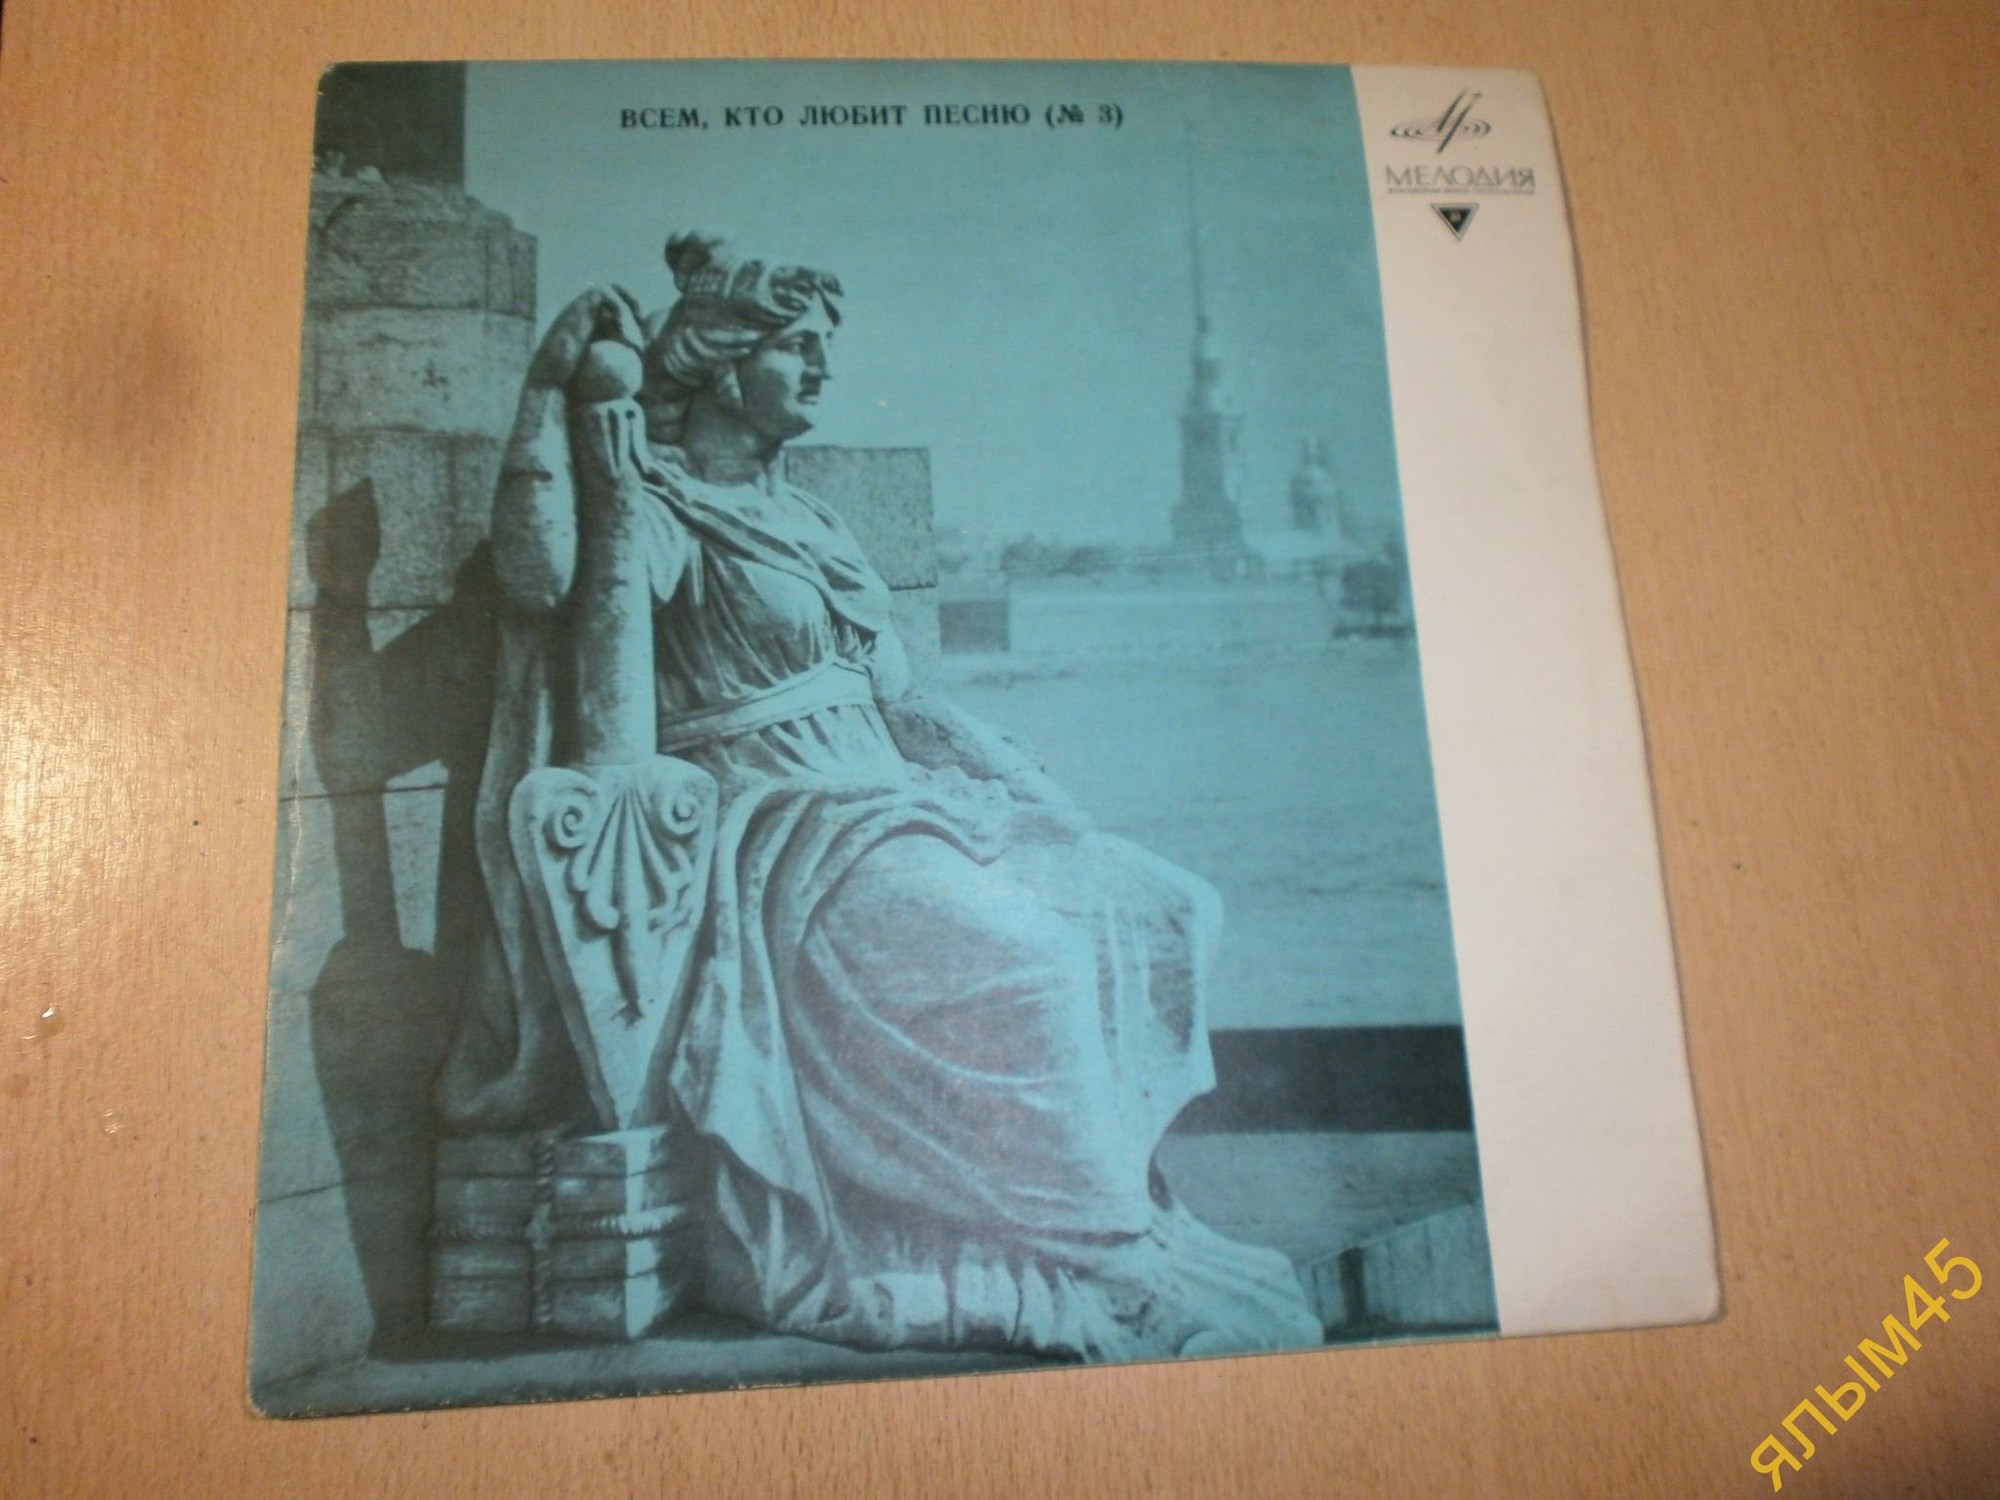 ВСЕМ, КТО ЛЮБИТ ПЕСНЮ (№ 3)
МЕЛОДИЯ
ялым45